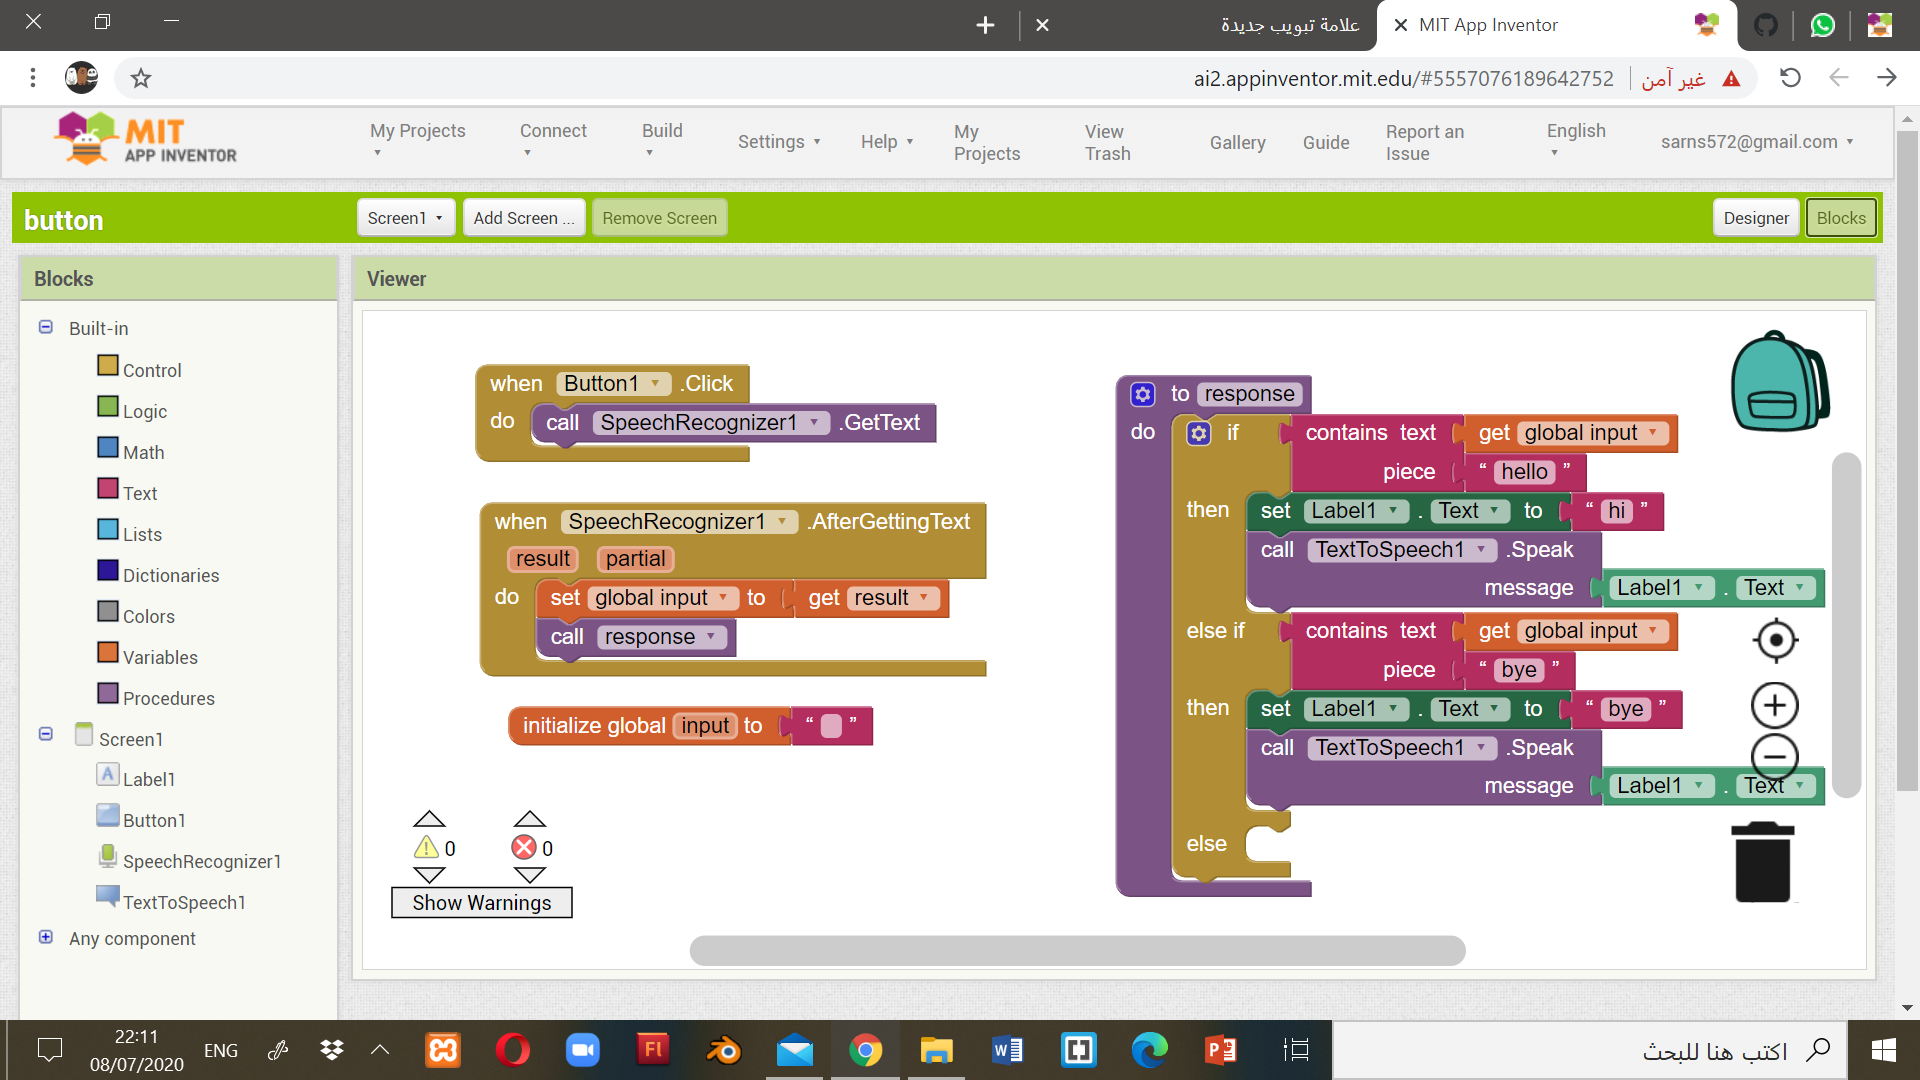 علامة تبويب جديدة
MIT App Inventor
ai2.appinventor.mit.edu/#5557076189642752
غير آمن
MIT
APP INVENTOR
My Projects
Connect
Build
Settings
Help
My Projects
View Trash
Gallery
Guide
Report an Issue
English
sarns572@gmail.com
button
Screen1
Add Screen ...
Remove Screen
Designer
Blocks
Blocks
Viewer
Built-in
Control
Logic
Math
Text
Lists
Dictionaries
Colors
Variables
Procedures
Screen1
Label1
Button1
SpeechRecognizer1
TextToSpeech1
Any component
when Button1 .Click
do call SpeechRecognizer1 .GetText
when SpeechRecognizer1 .AfterGettingText
result partial
do set global input to get result
call response
initialize global input to “ ”
0 0
Show Warnings
to response
do if contains text get global input
piece “ hello ”
then set Label1 . Text to “ hi ”
call TextToSpeech1 .Speak
message Label1 . Text
else if contains text get global input
piece “ bye ”
then set Label1 . Text to “ bye ”
call TextToSpeech1 .Speak
message Label1 . Text
else
22:11
08/07/2020
ENG
اكتب هنا للبحث